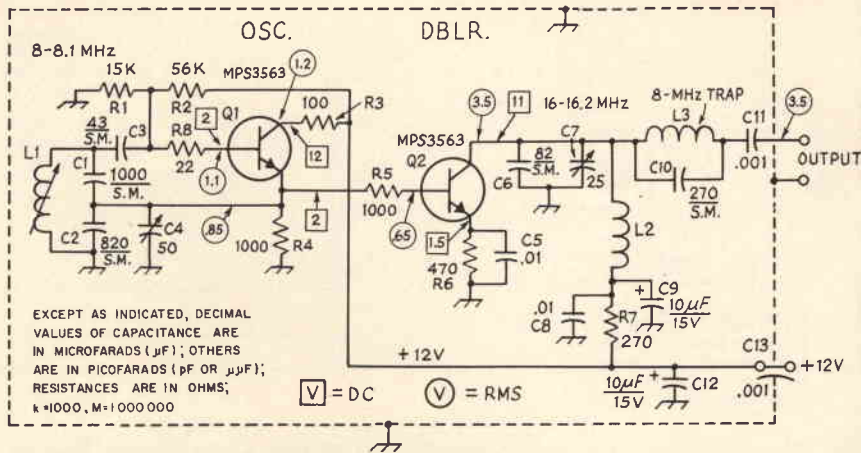 OSC.
DBLR.
8-8.1 MHz
15K
R1
56K
R2
MPS3563
1.2
100
R3
Q1
2
12
43
S.M.
C3
R8
22
1.1
L1
C1
1000
S.M.
C2
820
S.M.
C4
50
.85
2
1000
R4
R5
1000
.65
MPS3563
Q2
3.5
11
16-16.2 MHz
C6
82
S.M.
C7
25
8-MHz TRAP
L3
C10
270
S.M.
C11
.001
3.5
OUTPUT
1.5
470
R6
C5
.01
L2
.01
C8
C9
+
10µF
15V
R7
270
+12V
10µF
15V
+
C12
C13
.001
+12V
EXCEPT AS INDICATED, DECIMAL
VALUES OF CAPACITANCE ARE
IN MICROFARADS (µF); OTHERS
ARE IN PICOFARADS (pF OR µµF);
RESISTANCES ARE IN OHMS;
k=1000, M=1000000
V = DC
V = RMS